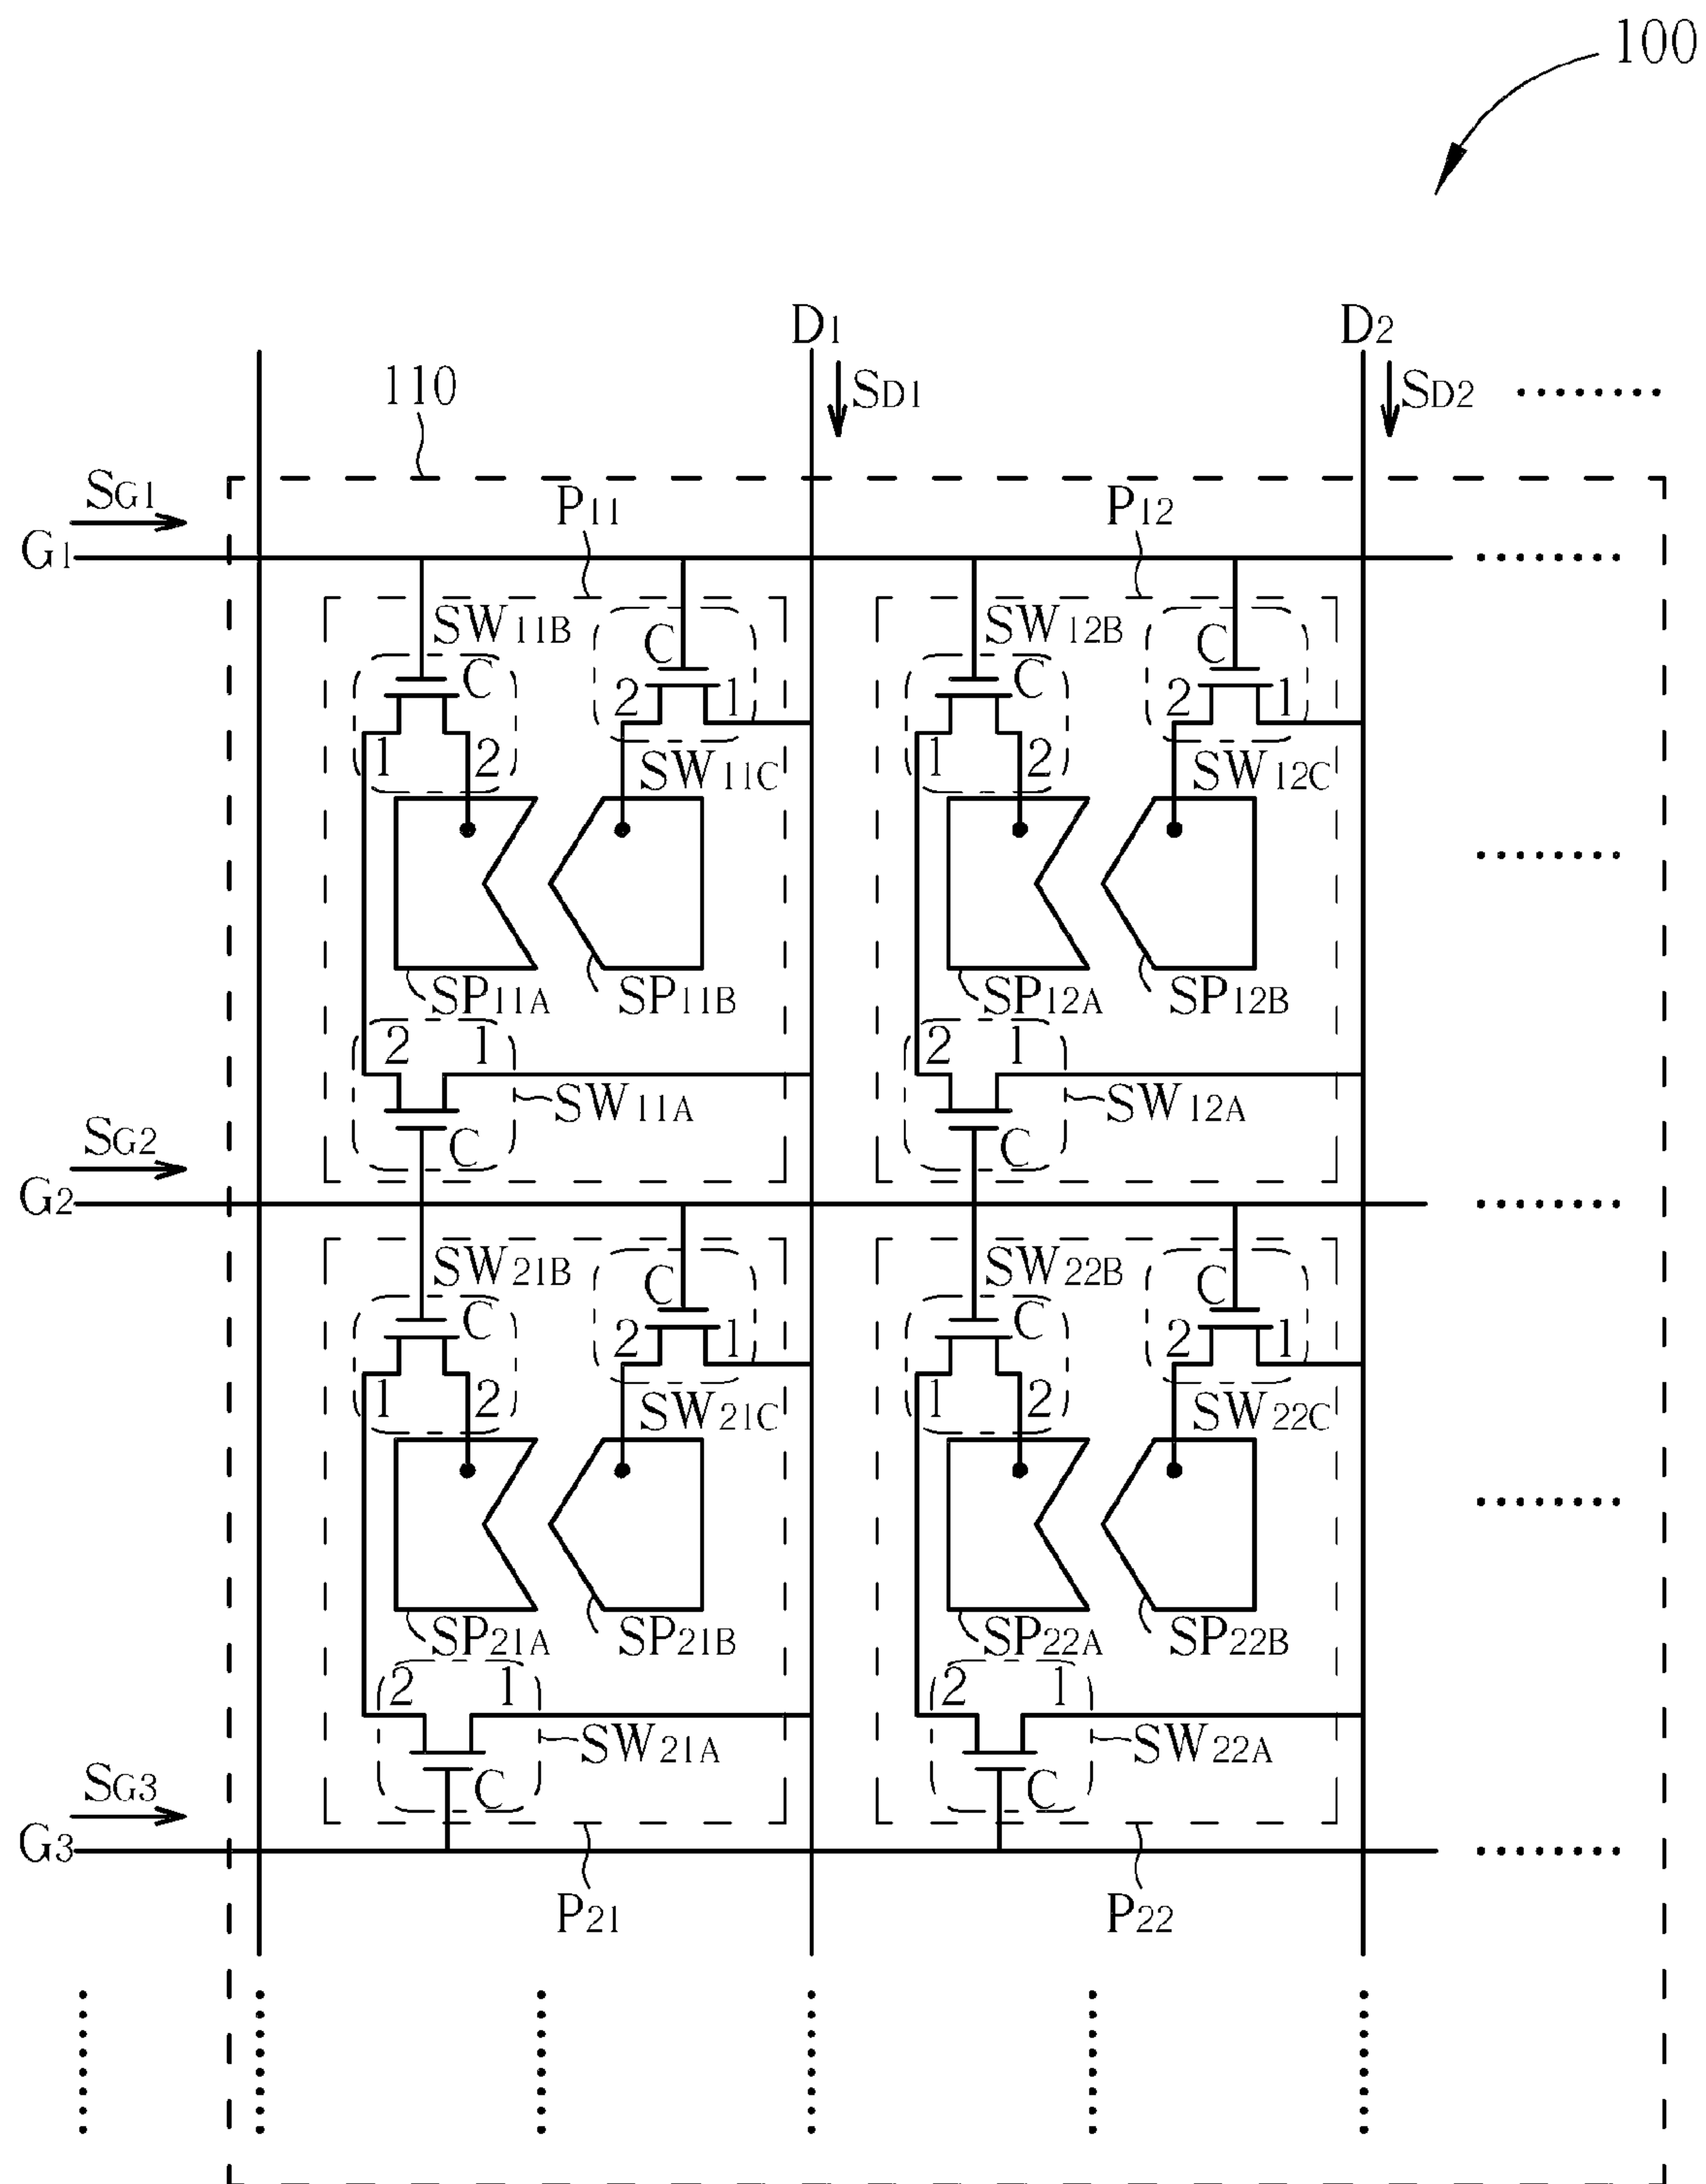 100
D1 D2
110 SD1 SD2
SG1 P11 P12
G1
SW11B C SW12B C
C 2 1 C 2 1
1 2 SW11C 1 2 SW12C
SP11A SP11B SP12A SP12B
2 1 2 1
SW11A SW12A
SG2 C C
G2
SW21B C SW22B C
C 2 1 C 2 1
1 2 SW21C 1 2 SW22C
SP21A SP21B SP22A SP22B
2 1 2 1
SW21A SW22A
SG3 C C
G3
P21 P22